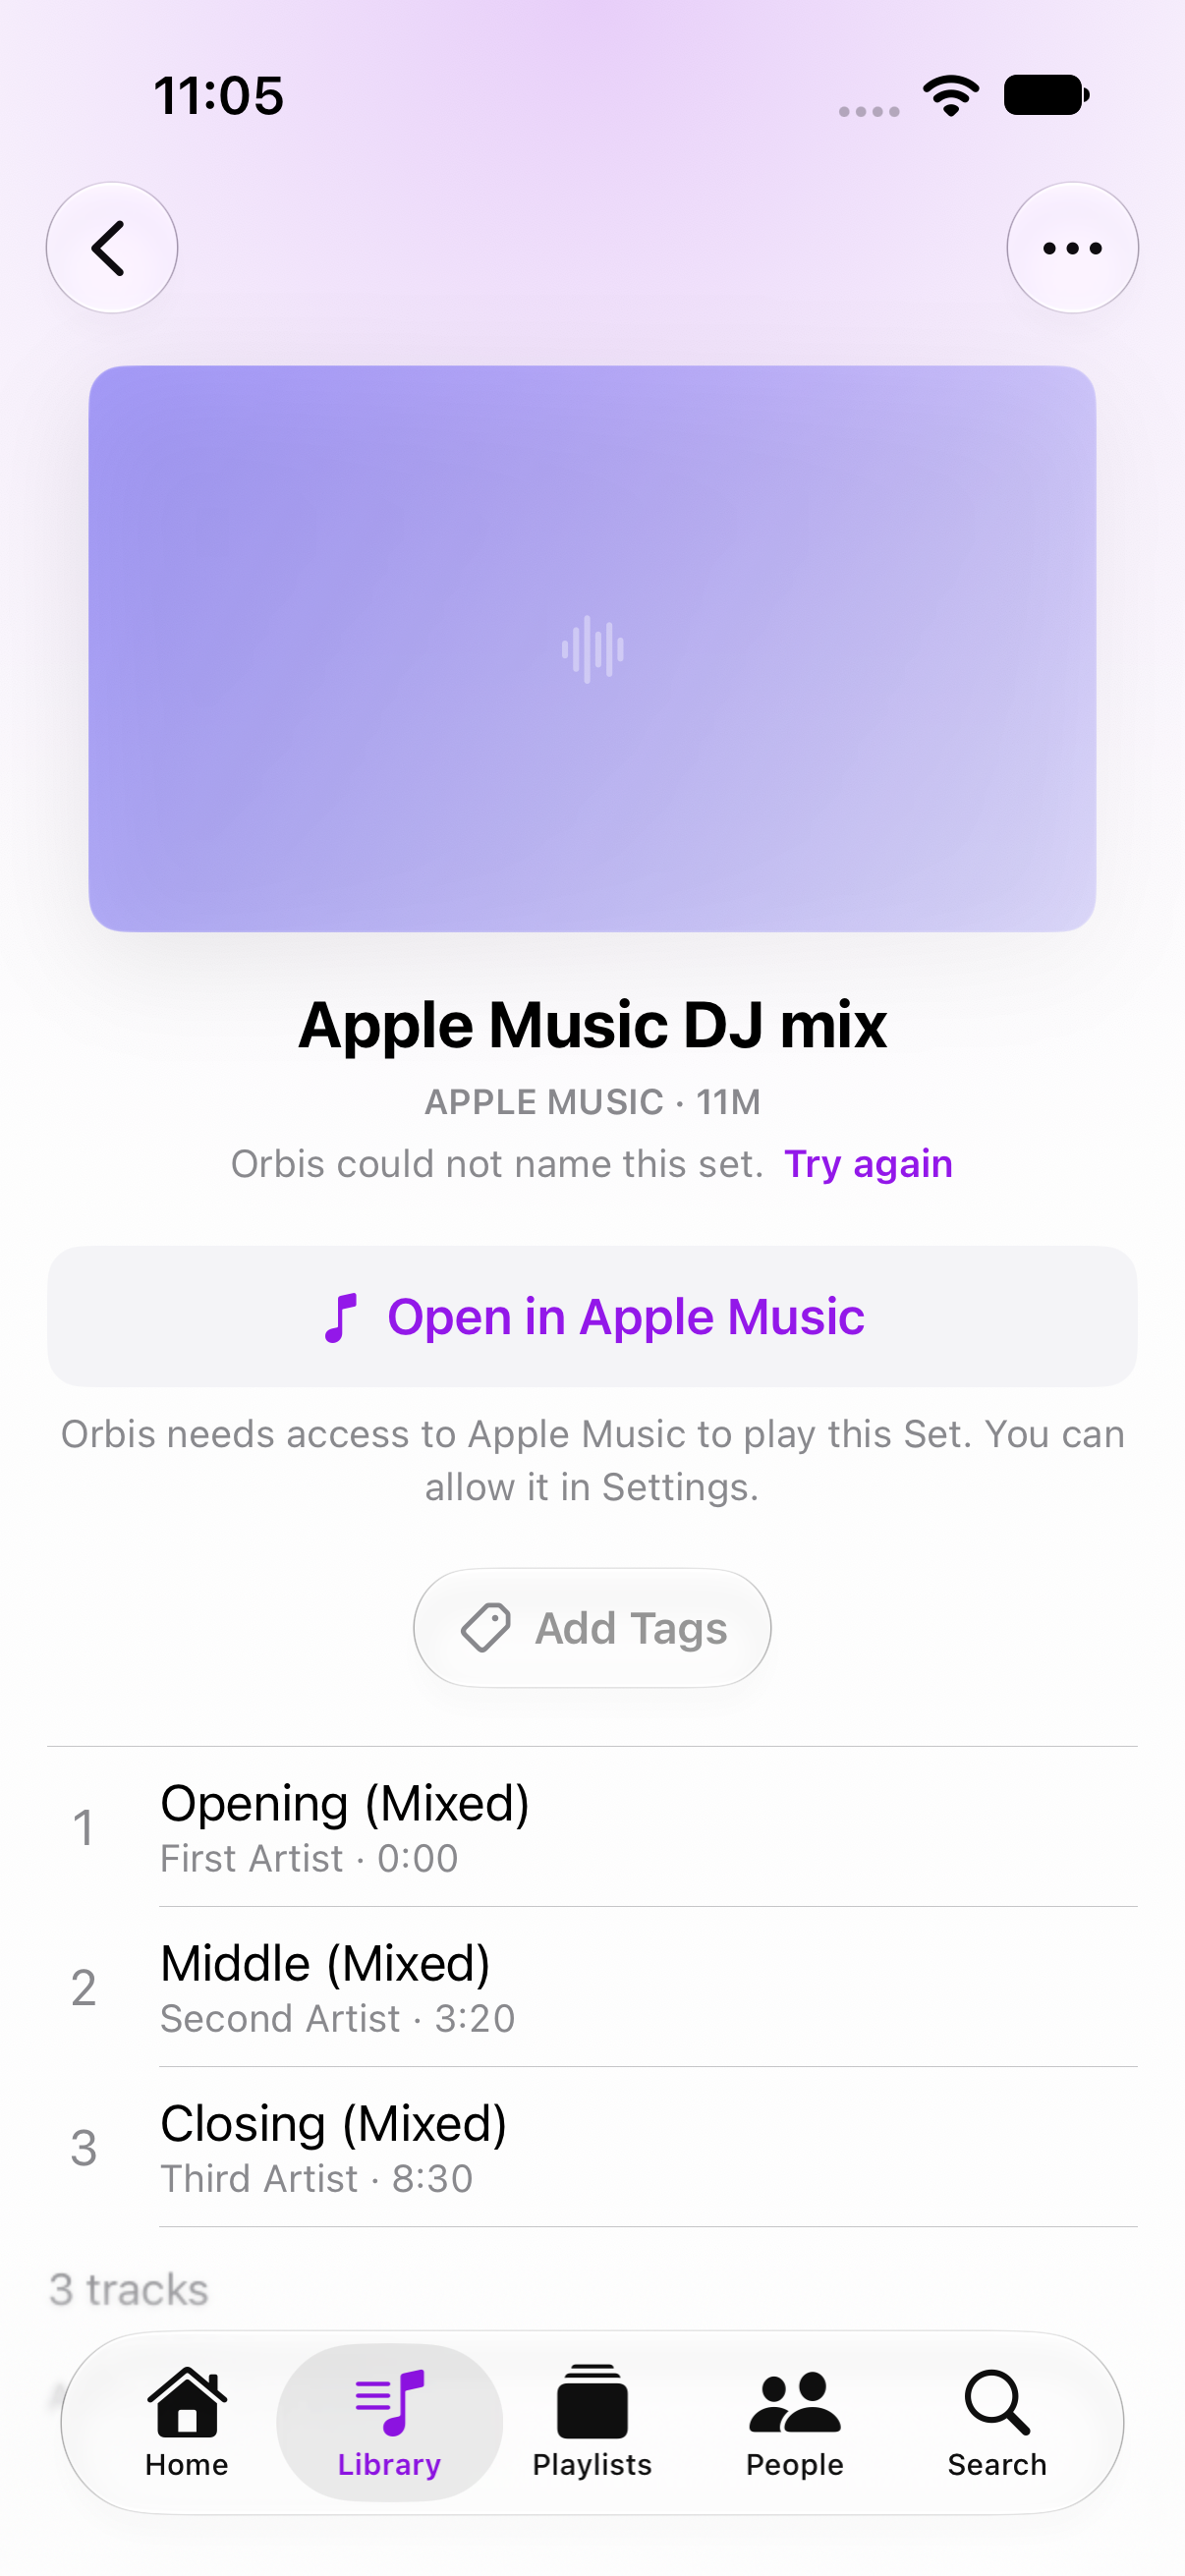 11:05
Apple Music DJ mix
APPLE MUSIC · 11M
Orbis could not name this set. Try again
Open in Apple Music
Orbis needs access to Apple Music to play this Set. You can
allow it in Settings.
Add Tags
1
Opening (Mixed)
First Artist · 0:00
2
Middle (Mixed)
Second Artist · 3:20
3
Closing (Mixed)
Third Artist · 8:30
3 tracks
Home
Library
Playlists
People
Search